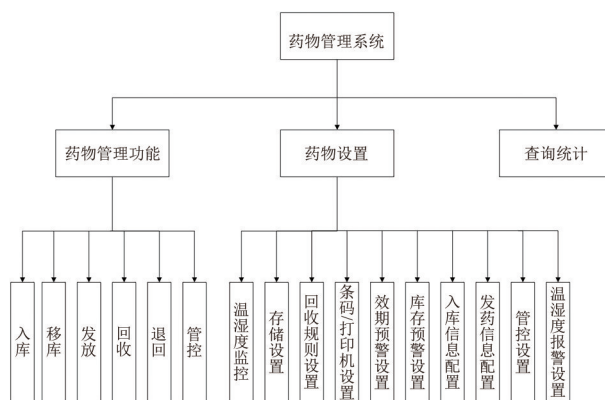 药物管理系统
药物管理功能
药物设置
查询统计
入库
移库
发放
回收
退回
管控
温湿度监控
存储设置
回收规则设置
条码/打印机设置
效期预警设置
库存预警设置
入库信息配置
发药信息配置
管控设置
温湿度报警设置